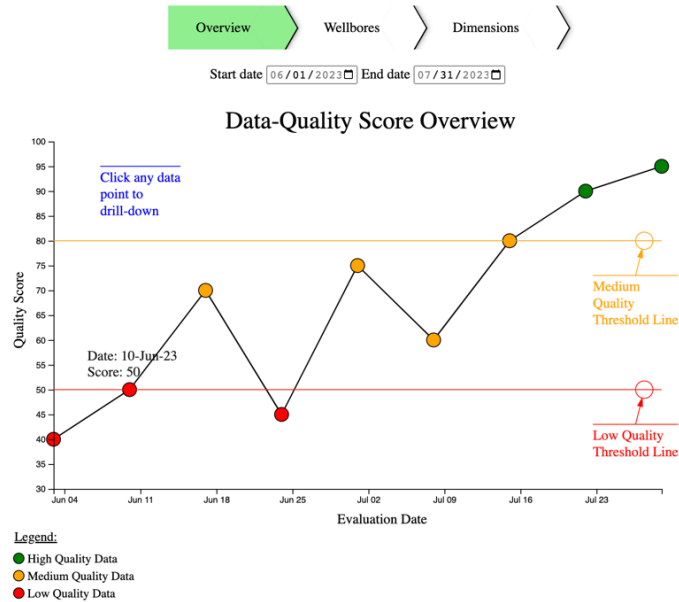 Overview
Wellbores
Dimensions
Start date 06/01/2023 End date 07/31/2023
Data-Quality Score Overview
100
95
90
85
80
75
70
65
60
55
50
45
40
35
30
Quality Score
Click any data
point to
drill-down
Date: 10-Jun-23
Score: 50
Medium
Quality
Threshold Line
Low Quality
Threshold Line
Jun 04
Jun 11
Jun 18
Jun 25
Jul 02
Jul 09
Jul 16
Jul 23
Evaluation Date
Legend:
High Quality Data
Medium Quality Data
Low Quality Data